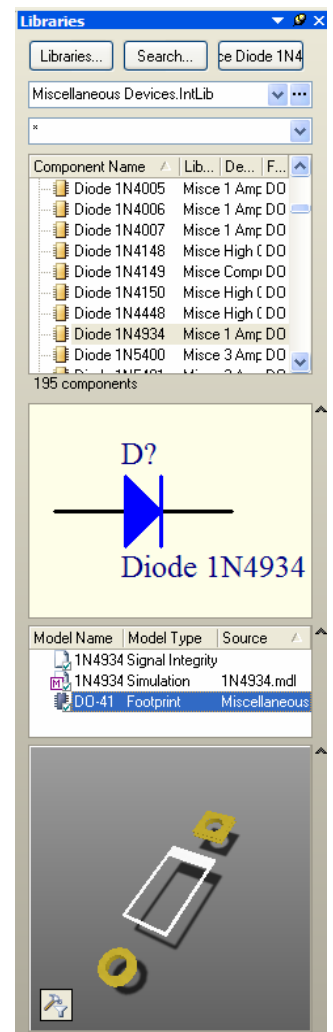 Libraries
Libraries... Search... ce Diode 1N4
Miscellaneous Devices.IntLib ...
*
Component Name Lib... De... F...
Diode 1N4005 Misce 1 Amp DO
Diode 1N4006 Misce 1 Amp DO
Diode 1N4007 Misce 1 Amp DO
Diode 1N4148 Misce High C DO
Diode 1N4149 Misce Compu DO
Diode 1N4150 Misce High C DO
Diode 1N4448 Misce High C DO
Diode 1N4934 Misce 1 Amp DO
Diode 1N5400 Misce 3 Amp DO
195 components
D?
Diode 1N4934
Model Name Model Type Source
1N4934 Signal Integrity
1N4934 Simulation 1N4934.mdl
DO-41 Footprint Miscellaneous